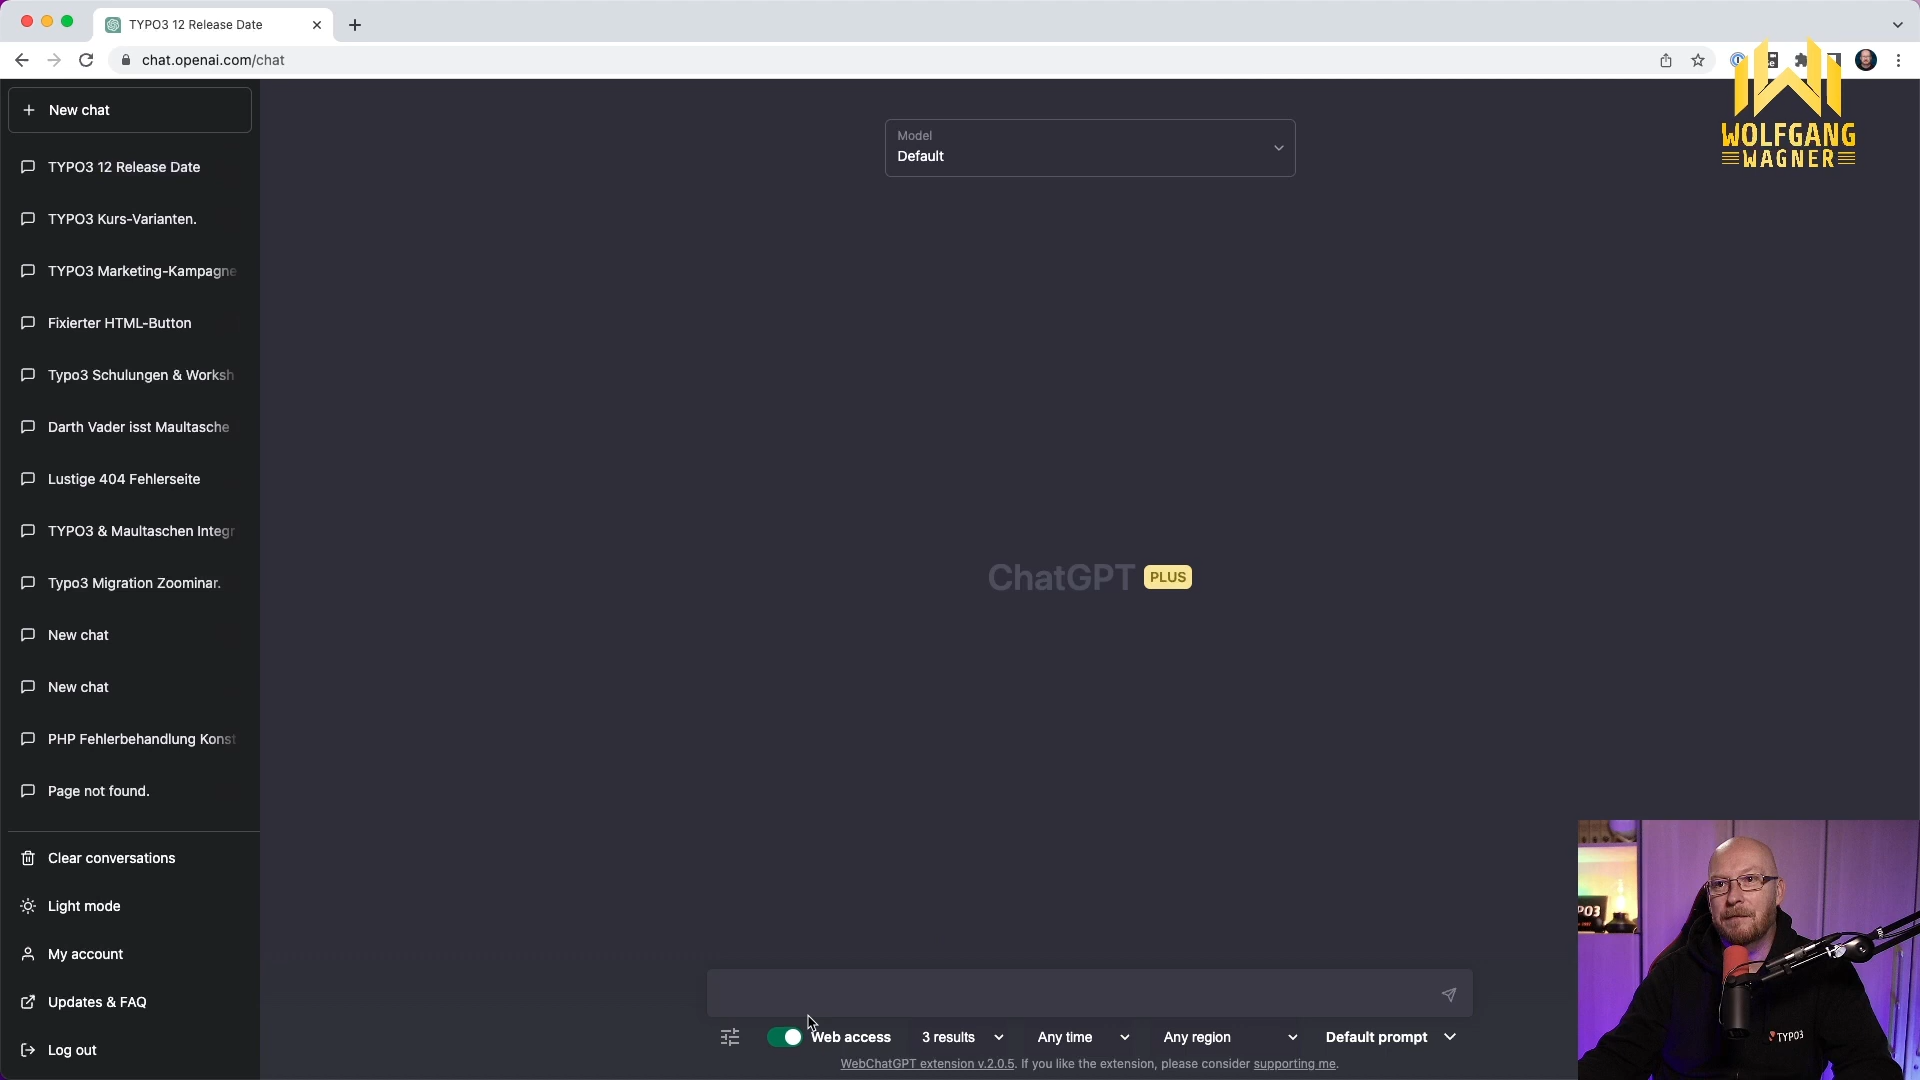 TYPO3 12 Release Date
chat.openai.com/chat
WOLFGANG
WAGNER
New chat
TYPO3 12 Release Date
TYPO3 Kurs-Varianten.
TYPO3 Marketing-Kampagne
Fixierter HTML-Button
Typo3 Schulungen & Worksh
Darth Vader isst Maultasche
Lustige 404 Fehlerseite
TYPO3 & Maultaschen Integr
Typo3 Migration Zoominar.
New chat
New chat
PHP Fehlerbehandlung Konst
Page not found.
Clear conversations
Light mode
My account
Updates & FAQ
Log out
Model
Default
ChatGPT PLUS
Web access 3 results Any time Any region Default prompt
WebChatGPT extension v.2.0.5. If you like the extension, please consider supporting me.
TYPO3